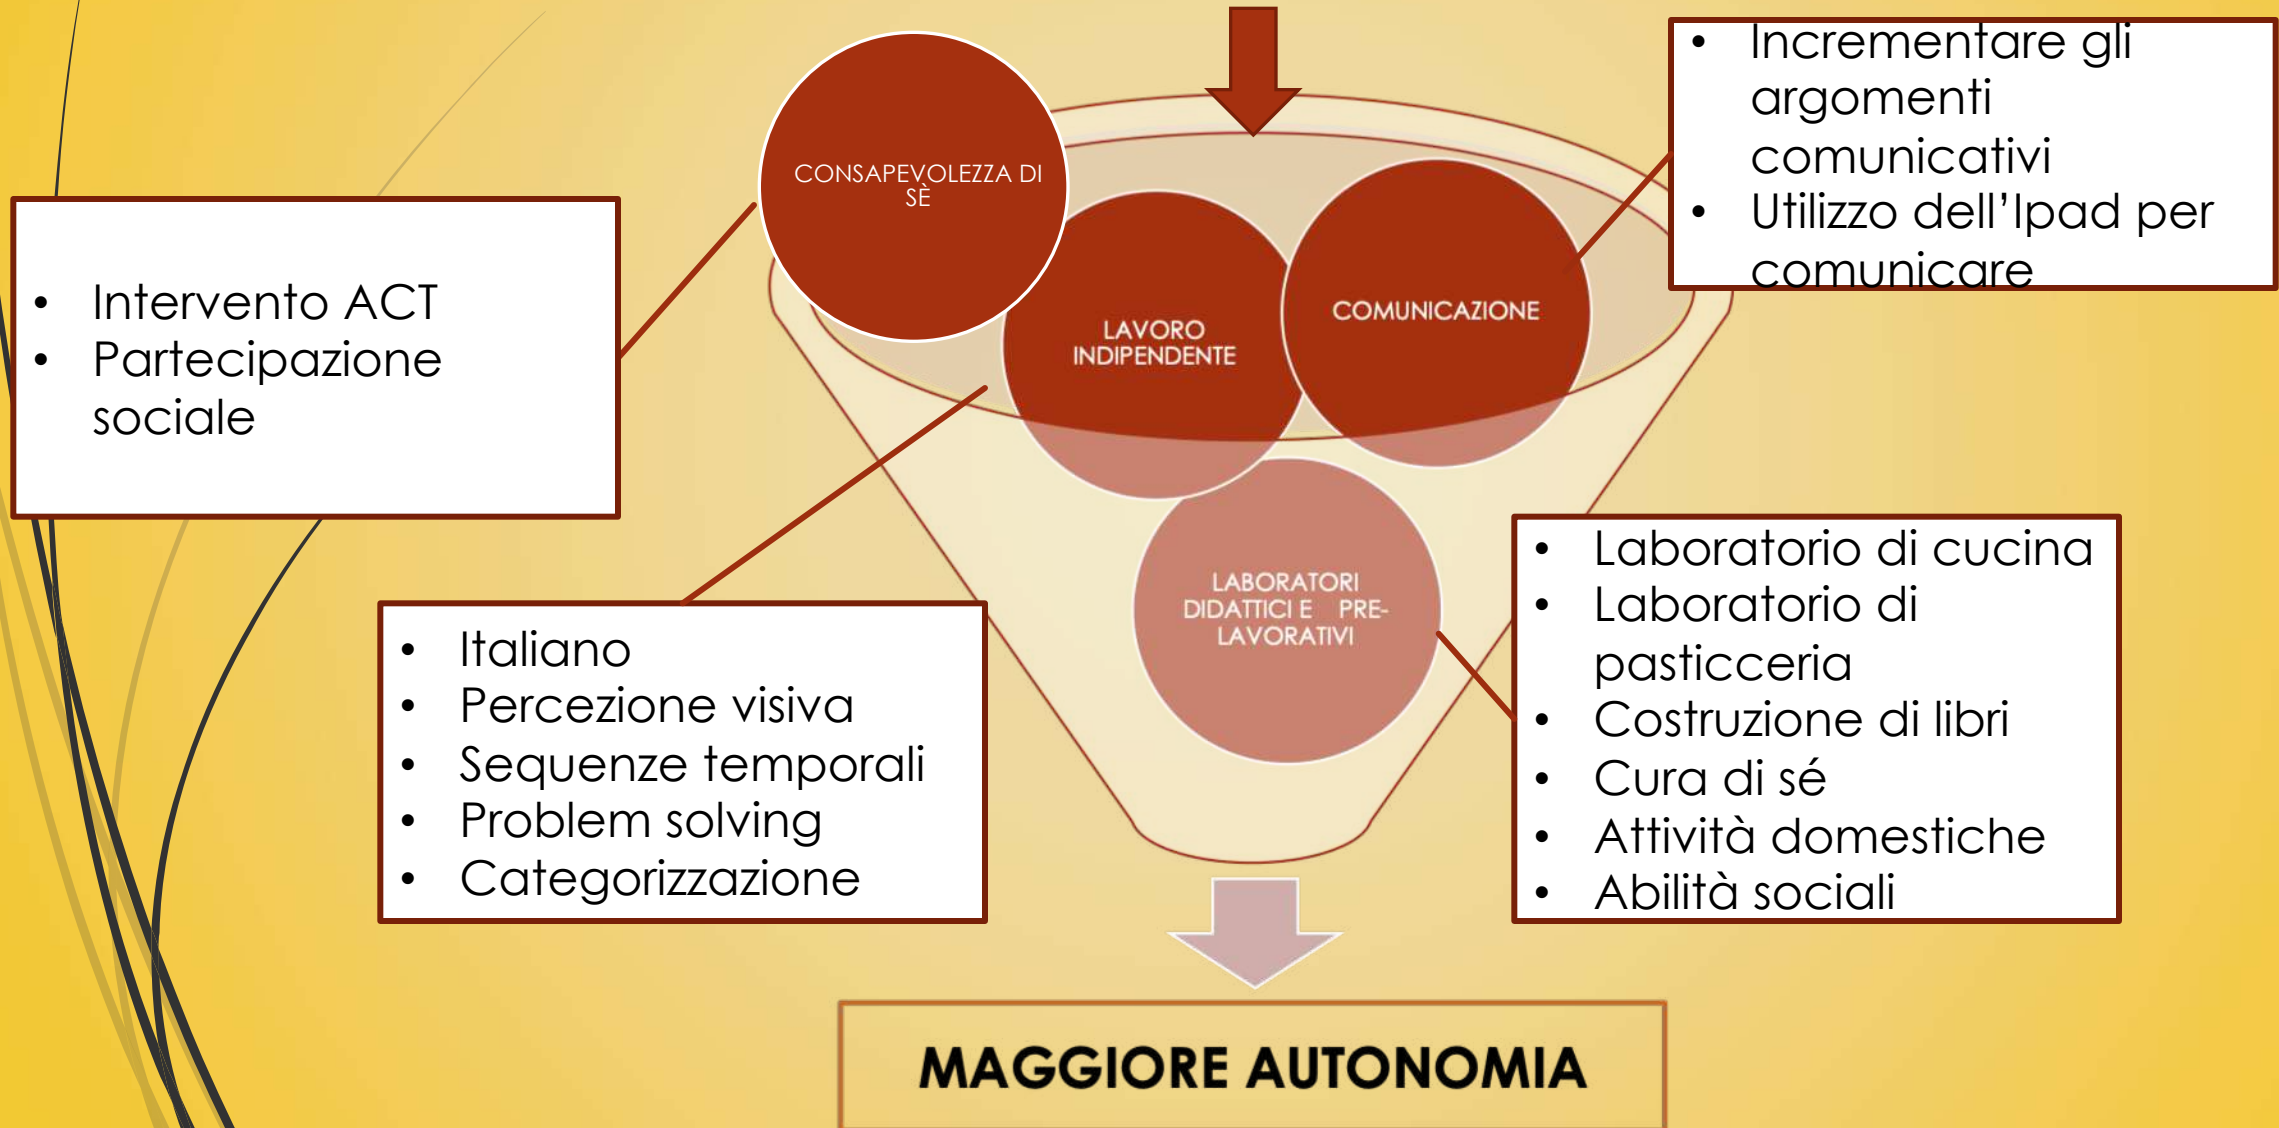 CONSAPEVOLEZZA DI
SÈ
• Incrementare gli
argomenti
comunicativi
• Utilizzo dell’Ipad per
comunicare
• Intervento ACT
• Partecipazione
sociale
LAVORO
INDIPENDENTE
COMUNICAZIONE
LABORATORI
DIDATTICI E PRE-
LAVORATIVI
• Italiano
• Percezione visiva
• Sequenze temporali
• Problem solving
• Categorizzazione
• Laboratorio di cucina
• Laboratorio di
pasticceria
• Costruzione di libri
• Cura di sé
• Attività domestiche
• Abilità sociali
MAGGIORE AUTONOMIA